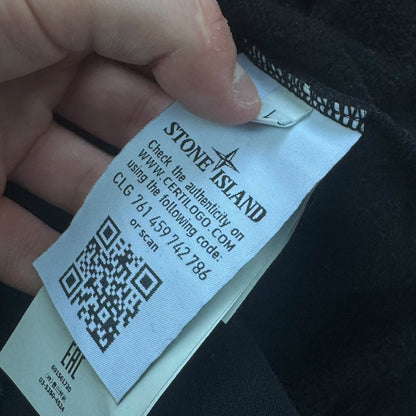 STONE ISLAND
Check the authenticity on
WWW.CERTILOGO.COM
using the following code:
CLG 761 459 742 786
or scan
EAC